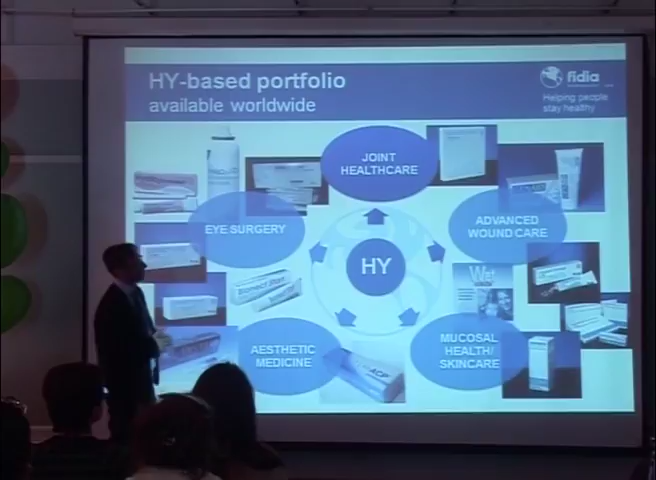 HY-based portfolio
available worldwide
fidia
Helping people
stay healthy
JOINT
HEALTHCARE
EYE SURGERY
ADVANCED
WOUND CARE
HY
AESTHETIC
MEDICINE
MUCOSAL
HEALTH/
SKINCARE